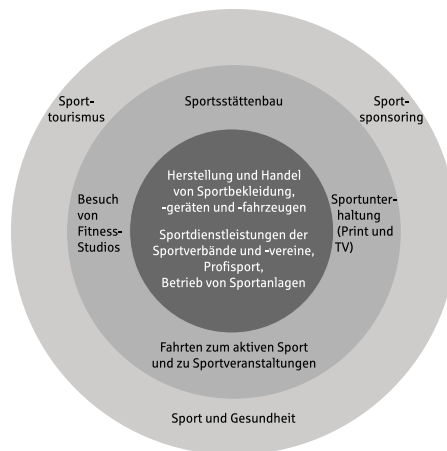 Sport-
tourismus
Sportsstättenbau
Sport-
sponsoring
Herstellung und Handel
von Sportbekleidung,
-geräten und -fahrzeugen
Sportdienstleistungen der
Sportverbände und -vereine,
Profisport,
Betrieb von Sportanlagen
Besuch
von
Fitness-
Studios
Sportunter-
haltung
(Print und
TV)
Fahrten zum aktiven Sport
und zu Sportveranstaltungen
Sport und Gesundheit